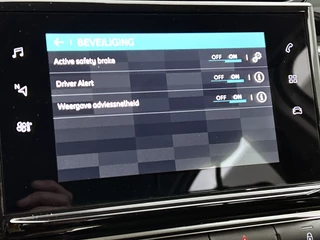 BEVEILIGING
Active safety brake OFF ON
Driver Alert OFF ON i
Weergave adviessnelheid OFF ON i
N